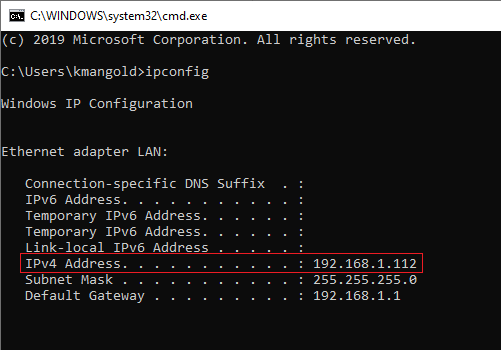 C:\WINDOWS\system32\cmd.exe
(c) 2019 Microsoft Corporation. All rights reserved.
C:\Users\kmangold>ipconfig
Windows IP Configuration
Ethernet adapter LAN:
Connection-specific DNS Suffix  . :
IPv6 Address. . . . . . . . . . . :
Temporary IPv6 Address. . . . . . :
Temporary IPv6 Address. . . . . . :
Link-local IPv6 Address . . . . . :
IPv4 Address. . . . . . . . . . . : 192.168.1.112
Subnet Mask . . . . . . . . . . . : 255.255.255.0
Default Gateway . . . . . . . . . : 192.168.1.1